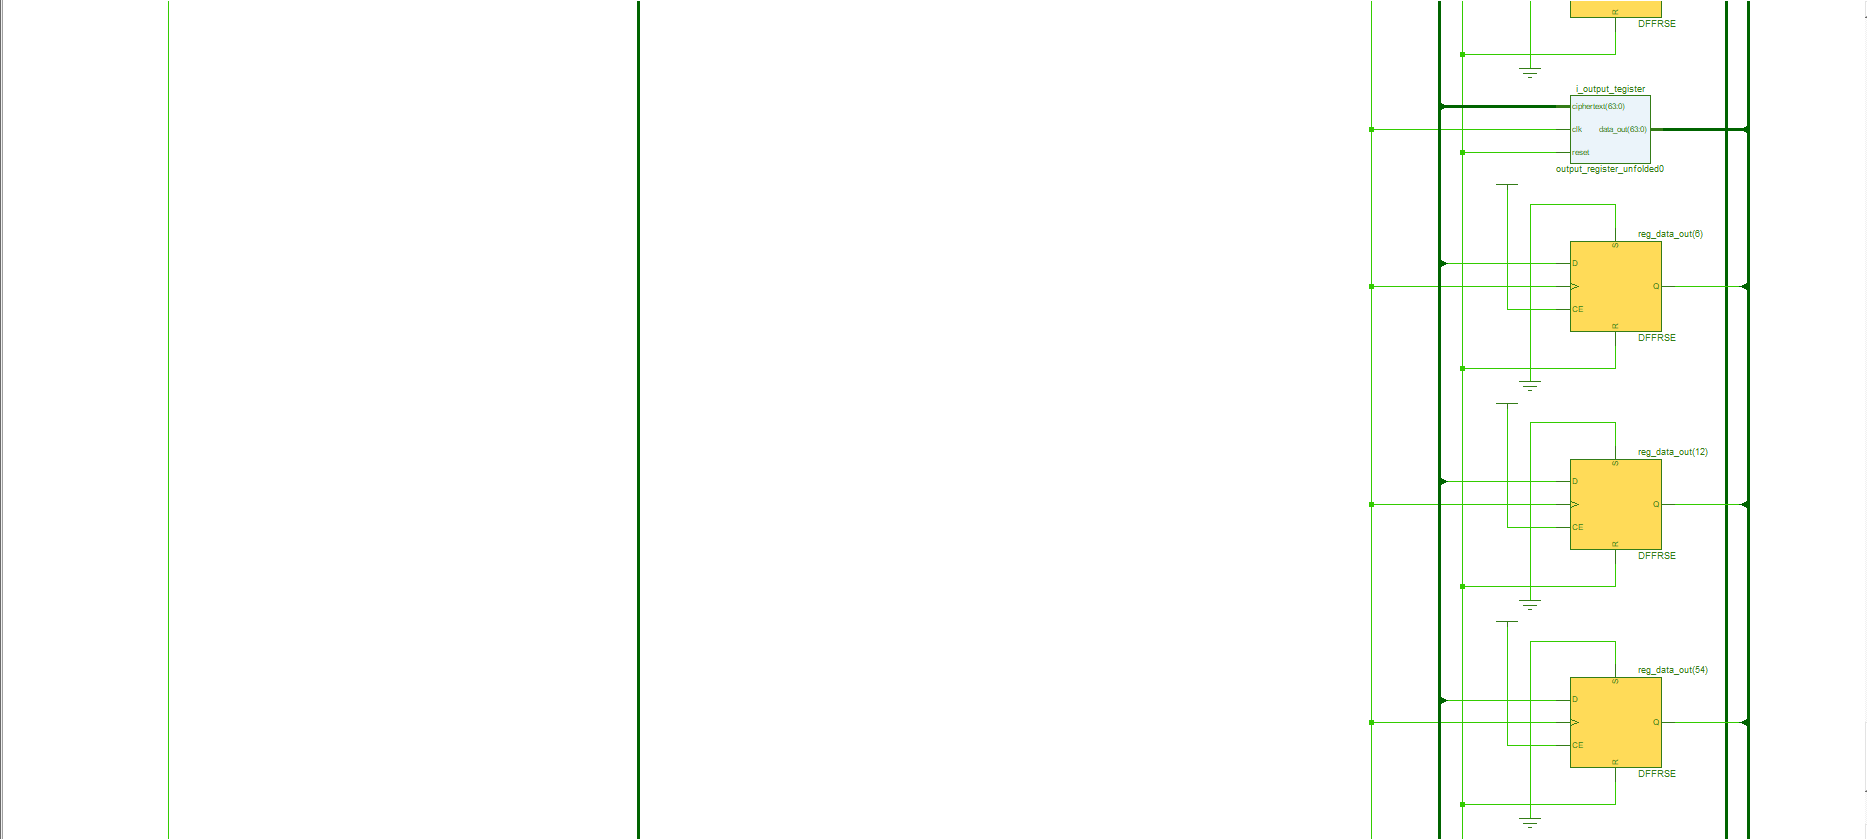 R
DFFRSE
i_output_tegister
ciphertext(63:0)
clk data_out(63:0)
reset
output_register_unfolded0
reg_data_out(6)
S
D
Q
CE
R
DFFRSE
reg_data_out(12)
S
D
Q
CE
R
DFFRSE
reg_data_out(54)
S
D
Q
CE
R
DFFRSE